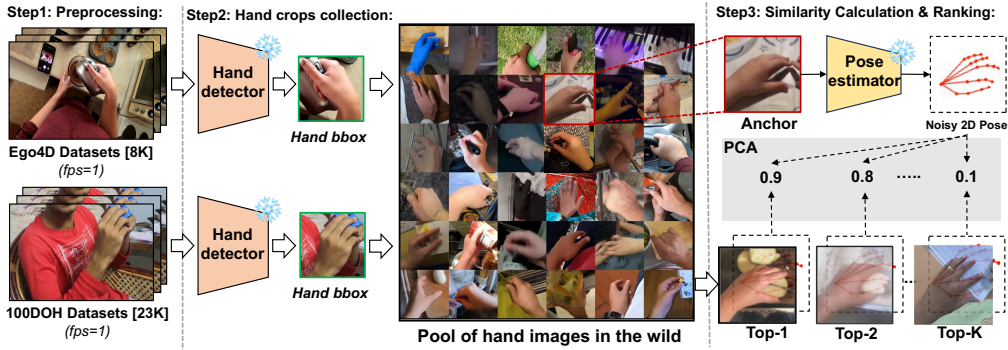 Step1: Preprocessing:
Ego4D Datasets [8K]
(fps=1)
100DOH Datasets [23K]
(fps=1)
Step2: Hand crops collection:
Hand
detector
Hand bbox
Hand
detector
Hand bbox
Pool of hand images in the wild
Step3: Similarity Calculation & Ranking:
Anchor
Pose
estimator
Noisy 2D Pose
PCA
0.9
0.8
.....
0.1
Top-1
Top-2
Top-K